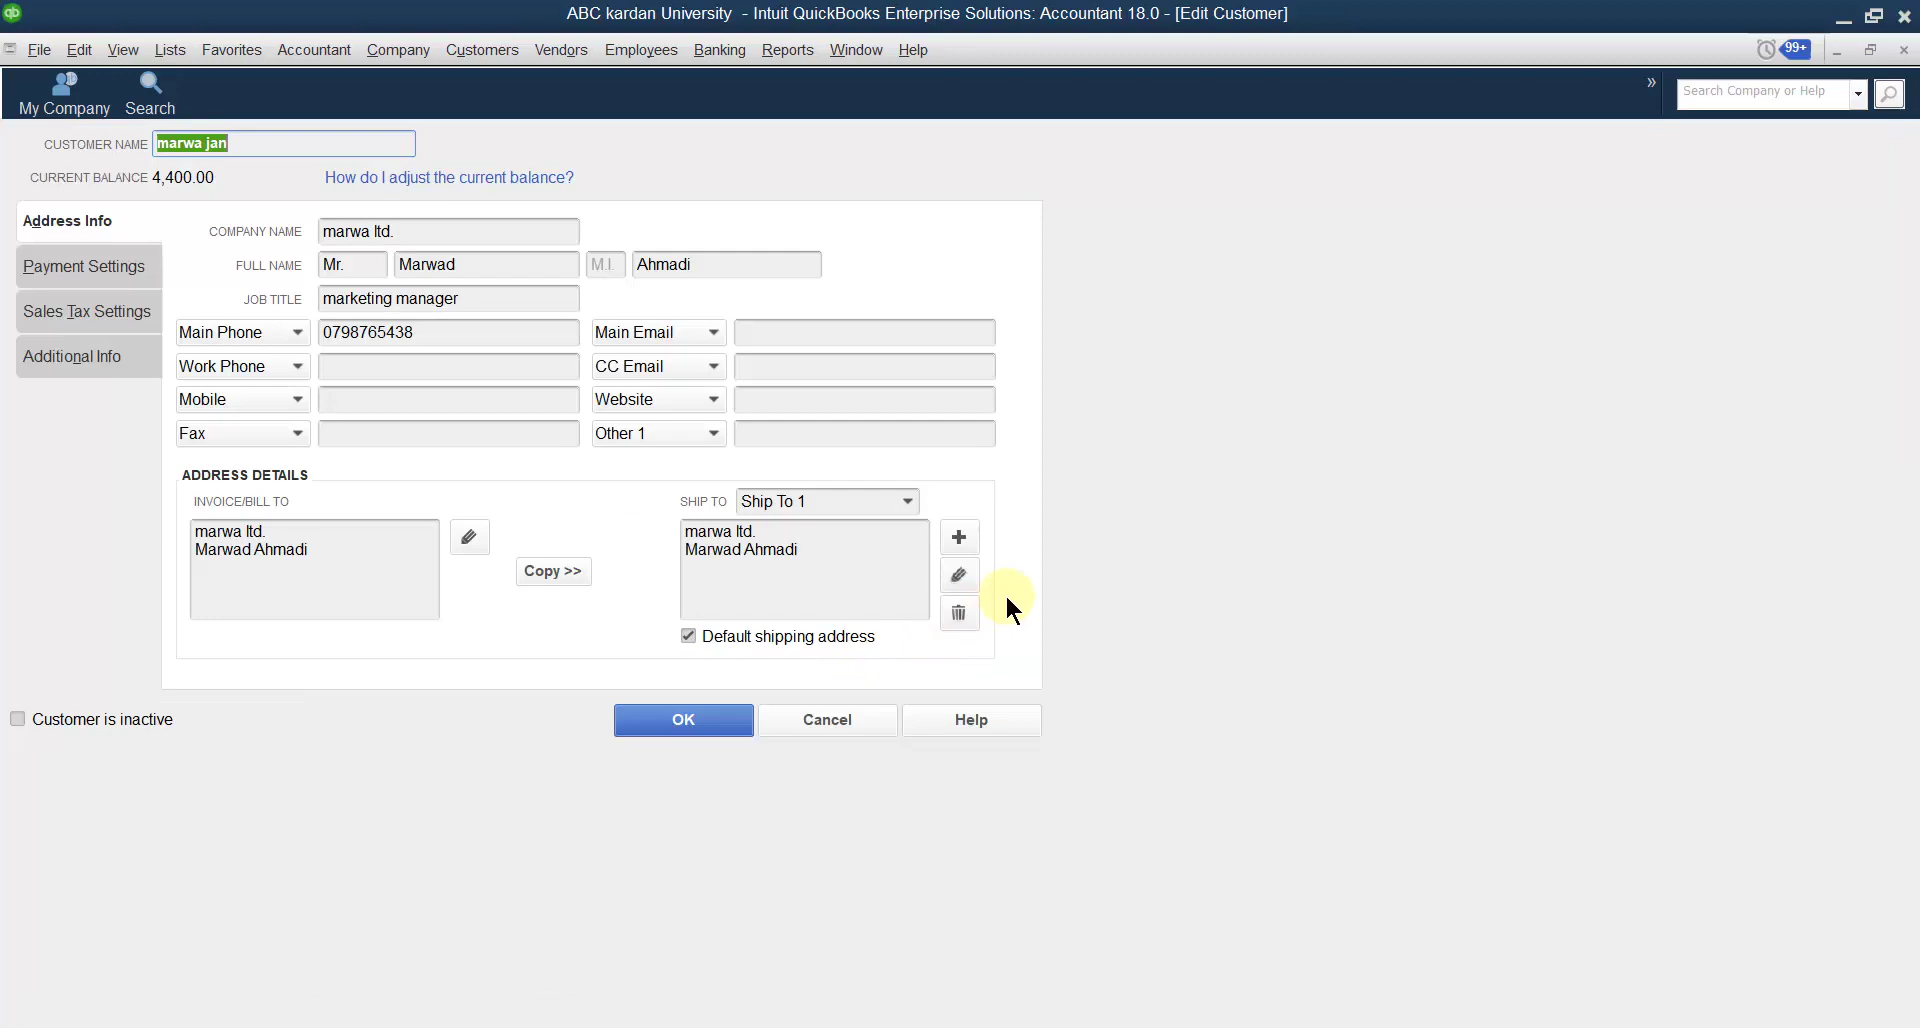 ABC kardan University - Intuit QuickBooks Enterprise Solutions: Accountant 18.0 - [Edit Customer]
File Edit View Lists Favorites Accountant Company Customers Vendors Employees Banking Reports Window Help 99+
My Company Search » Search Company or Help
CUSTOMER NAME marwa jan
CURRENT BALANCE 4,400.00 How do I adjust the current balance?
Address Info
Payment Settings
Sales Tax Settings
Additional Info
COMPANY NAME marwa ltd.
FULL NAME Mr. Marwad M.I. Ahmadi
JOB TITLE marketing manager
Main Phone 0798765438 Main Email
Work Phone CC Email
Mobile Website
Fax Other 1
ADDRESS DETAILS
INVOICE/BILL TO
marwa ltd.
Marwad Ahmadi
Copy >>
SHIP TO Ship To 1
marwa ltd.
Marwad Ahmadi
Default shipping address
Customer is inactive OK Cancel Help